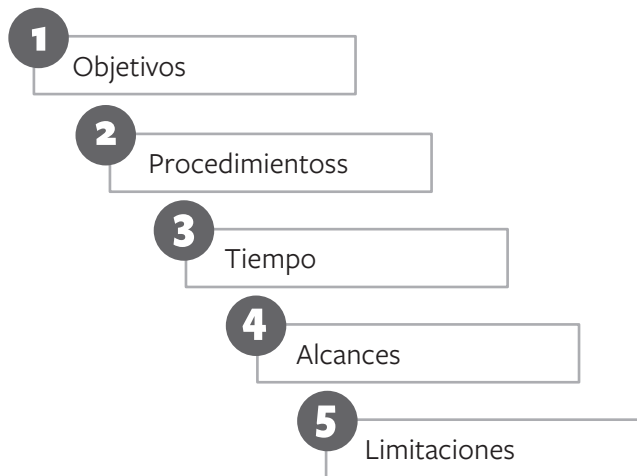 1
Objetivos
2
Procedimientoss
3
Tiempo
4
Alcances
5
Limitaciones